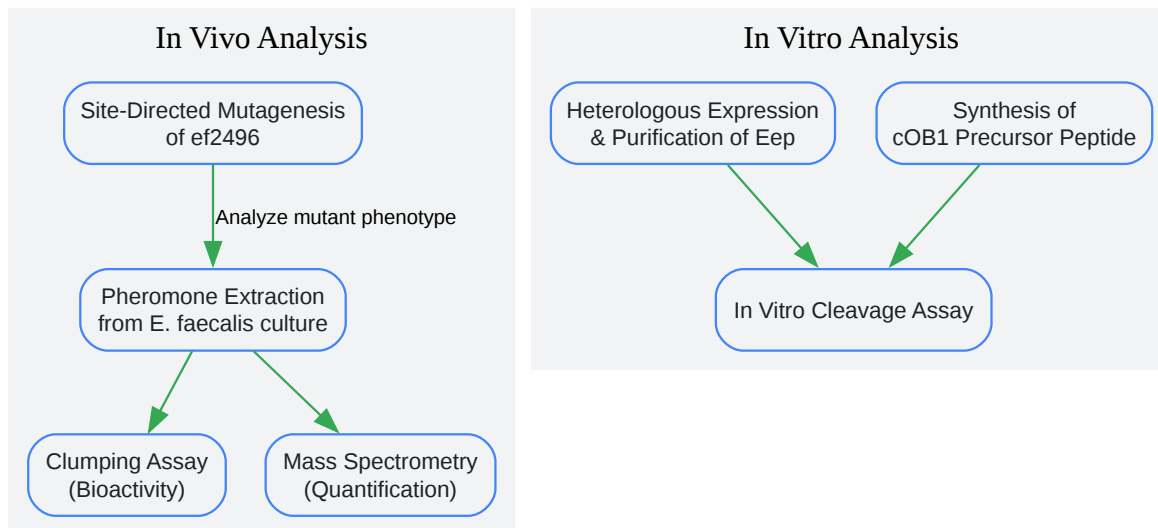 In Vivo Analysis
Site-Directed Mutagenesis
of ef2496
Analyze mutant phenotype
Pheromone Extraction
from E. faecalis culture
Clumping Assay
(Bioactivity)
Mass Spectrometry
(Quantification)
In Vitro Analysis
Heterologous Expression
& Purification of Eep
Synthesis of
cOB1 Precursor Peptide
In Vitro Cleavage Assay